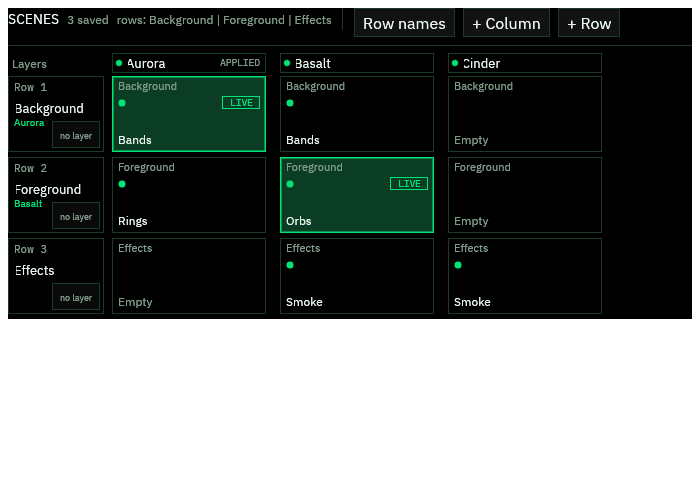 SCENES 3 saved rows: Background | Foreground | Effects Row names + Column + Row
Layers Aurora APPLIED Basalt Cinder
Row 1
Background
Aurora
no layer
Background
LIVE
Bands
Background
Bands
Background
Empty
Row 2
Foreground
Basalt
no layer
Foreground
Rings
Foreground
LIVE
Orbs
Foreground
Empty
Row 3
Effects
no layer
Effects
Empty
Effects
Smoke
Effects
Smoke